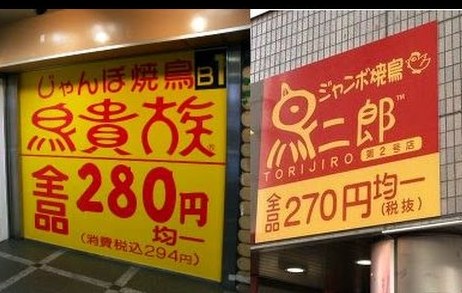 じゃんぼ焼鳥
B1
鳥貴族®
全品280円
均一
(消費税込294円)
ジャンボ焼鳥
鳥二郎™
TORIJIRO 第2号店
全品270円均一
(税抜)